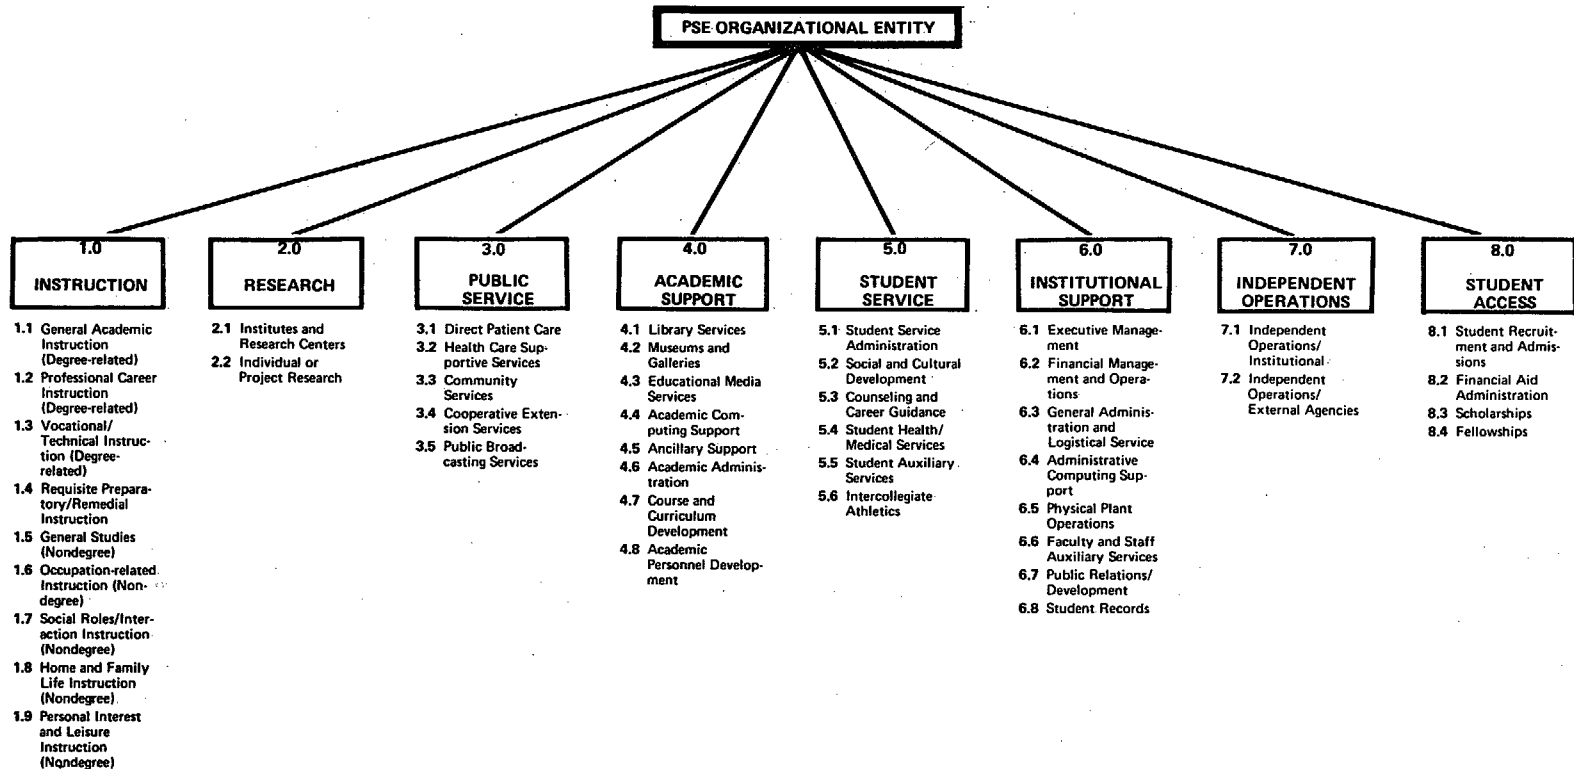 PSE ORGANIZATIONAL ENTITY
1.0
INSTRUCTION
1.1 General Academic
Instruction
(Degree-related)
1.2 Professional Career
Instruction
(Degree-related)
1.3 Vocational/
Technical Instruc-
tion (Degree-
related)
1.4 Requisite Prepara-
tory/Remedial
Instruction
1.5 General Studies
(Nondegree)
1.6 Occupation-related
Instruction (Non-
degree)
1.7 Social Roles/Inter-
action Instruction
(Nondegree)
1.8 Home and Family
Life Instruction
(Nondegree)
1.9 Personal Interest
and Leisure
Instruction
(Nondegree)
2.0
RESEARCH
2.1 Institutes and
Research Centers
2.2 Individual or
Project Research
3.0
PUBLIC
SERVICE
3.1 Direct Patient Care
3.2 Health Care Sup-
portive Services
3.3 Community
Services
3.4 Cooperative Exten-
sion Services
3.5 Public Broad-
casting Services
4.0
ACADEMIC
SUPPORT
4.1 Library Services
4.2 Museums and
Galleries
4.3 Educational Media
Services
4.4 Academic Com-
puting Support
4.5 Ancillary Support
4.6 Academic Adminis-
tration
4.7 Course and
Curriculum
Development
4.8 Academic
Personnel Develop-
ment
5.0
STUDENT
SERVICE
5.1 Student Service
Administration
5.2 Social and Cultural
Development
5.3 Counseling and
Career Guidance
5.4 Student Health/
Medical Services
5.5 Student Auxiliary
Services
5.6 Intercollegiate
Athletics
6.0
INSTITUTIONAL
SUPPORT
6.1 Executive Manage-
ment
6.2 Financial Manage-
ment and Opera-
tions
6.3 General Adminis-
tration and
Logistical Service
6.4 Administrative
Computing Sup-
port
6.5 Physical Plant
Operations
6.6 Faculty and Staff
Auxiliary Services
6.7 Public Relations/
Development
6.8 Student Records
7.0
INDEPENDENT
OPERATIONS
7.1 Independent
Operations/
Institutional
7.2 Independent
Operations/
External Agencies
8.0
STUDENT
ACCESS
8.1 Student Recruit-
ment and Admis-
sions
8.2 Financial Aid
Administration
8.3 Scholarships
8.4 Fellowships